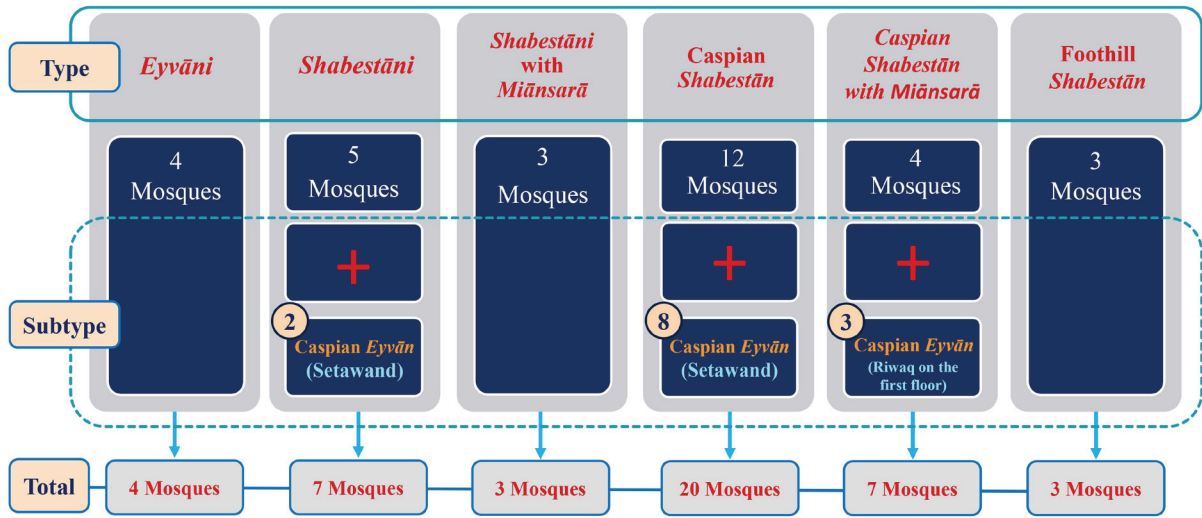 Type
Eyvāni
Shabestāni
Shabestāni
with
Miānsarā
Caspian
Shabestān
Caspian
Shabestān
with Miānsarā
Foothill
Shabestān
4
Mosques
5
Mosques
3
Mosques
12
Mosques
4
Mosques
3
Mosques
Subtype
+
2
Caspian Eyvān
(Setawand)
+
8
Caspian Eyvān
(Setawand)
+
3
Caspian Eyvān
(Riwaq on the
first floor)
Total
4 Mosques
7 Mosques
3 Mosques
20 Mosques
7 Mosques
3 Mosques